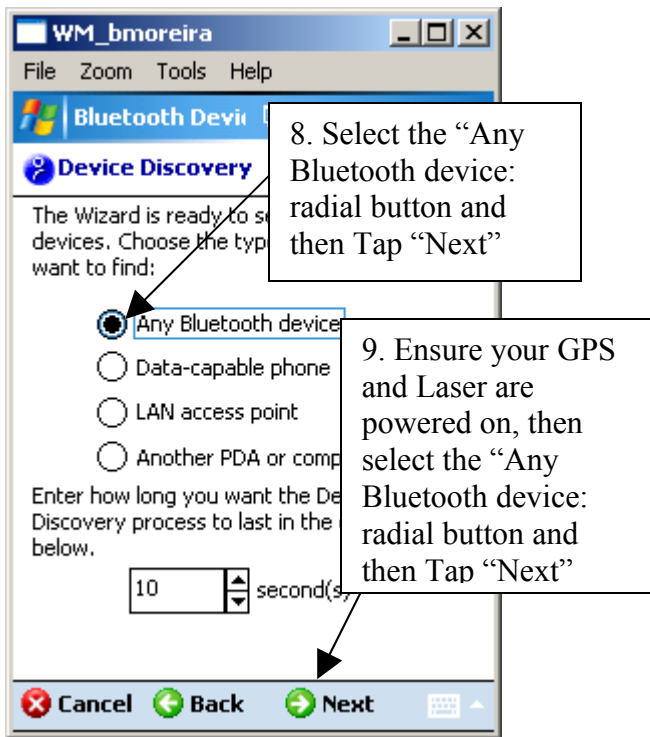 WM_bmoreira
File Zoom Tools Help
Bluetooth Devi
Device Discovery
The Wizard is ready to s
devices. Choose the typ
want to find:
Any Bluetooth device
Data-capable phone
LAN access point
Another PDA or comp
Enter how long you want the De
Discovery process to last in the
below.
10 second(s)
Cancel Back Next
8. Select the “Any
Bluetooth device:
radial button and
then Tap “Next”
9. Ensure your GPS
and Laser are
powered on, then
select the “Any
Bluetooth device:
radial button and
then Tap “Next”